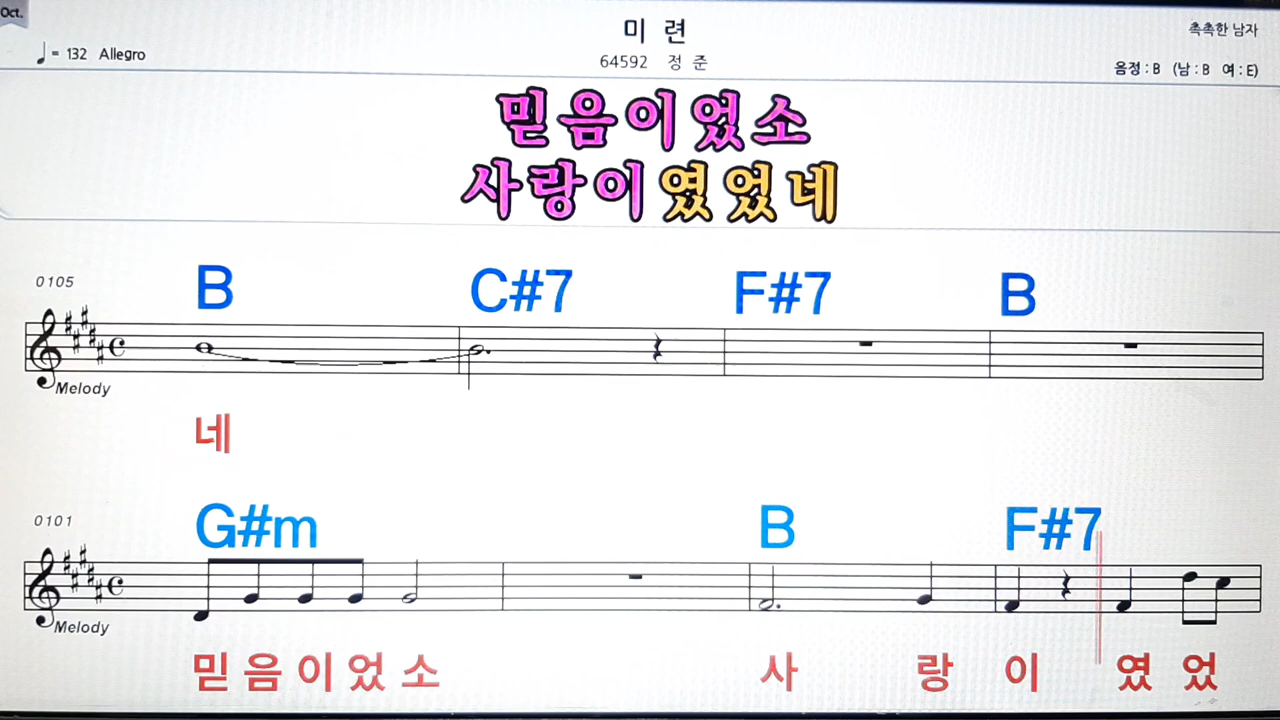 Oct.
미 련
촉촉한 남자
♩ = 132 Allegro
64592 정 준
음정 : B (남 : B 여 : E)
믿음이었소
사랑이였었네
0105
B C#7 F#7 B
Melody
네
0101
G#m B F#7
Melody
믿 음 이 었 소 사 랑 이 였 었